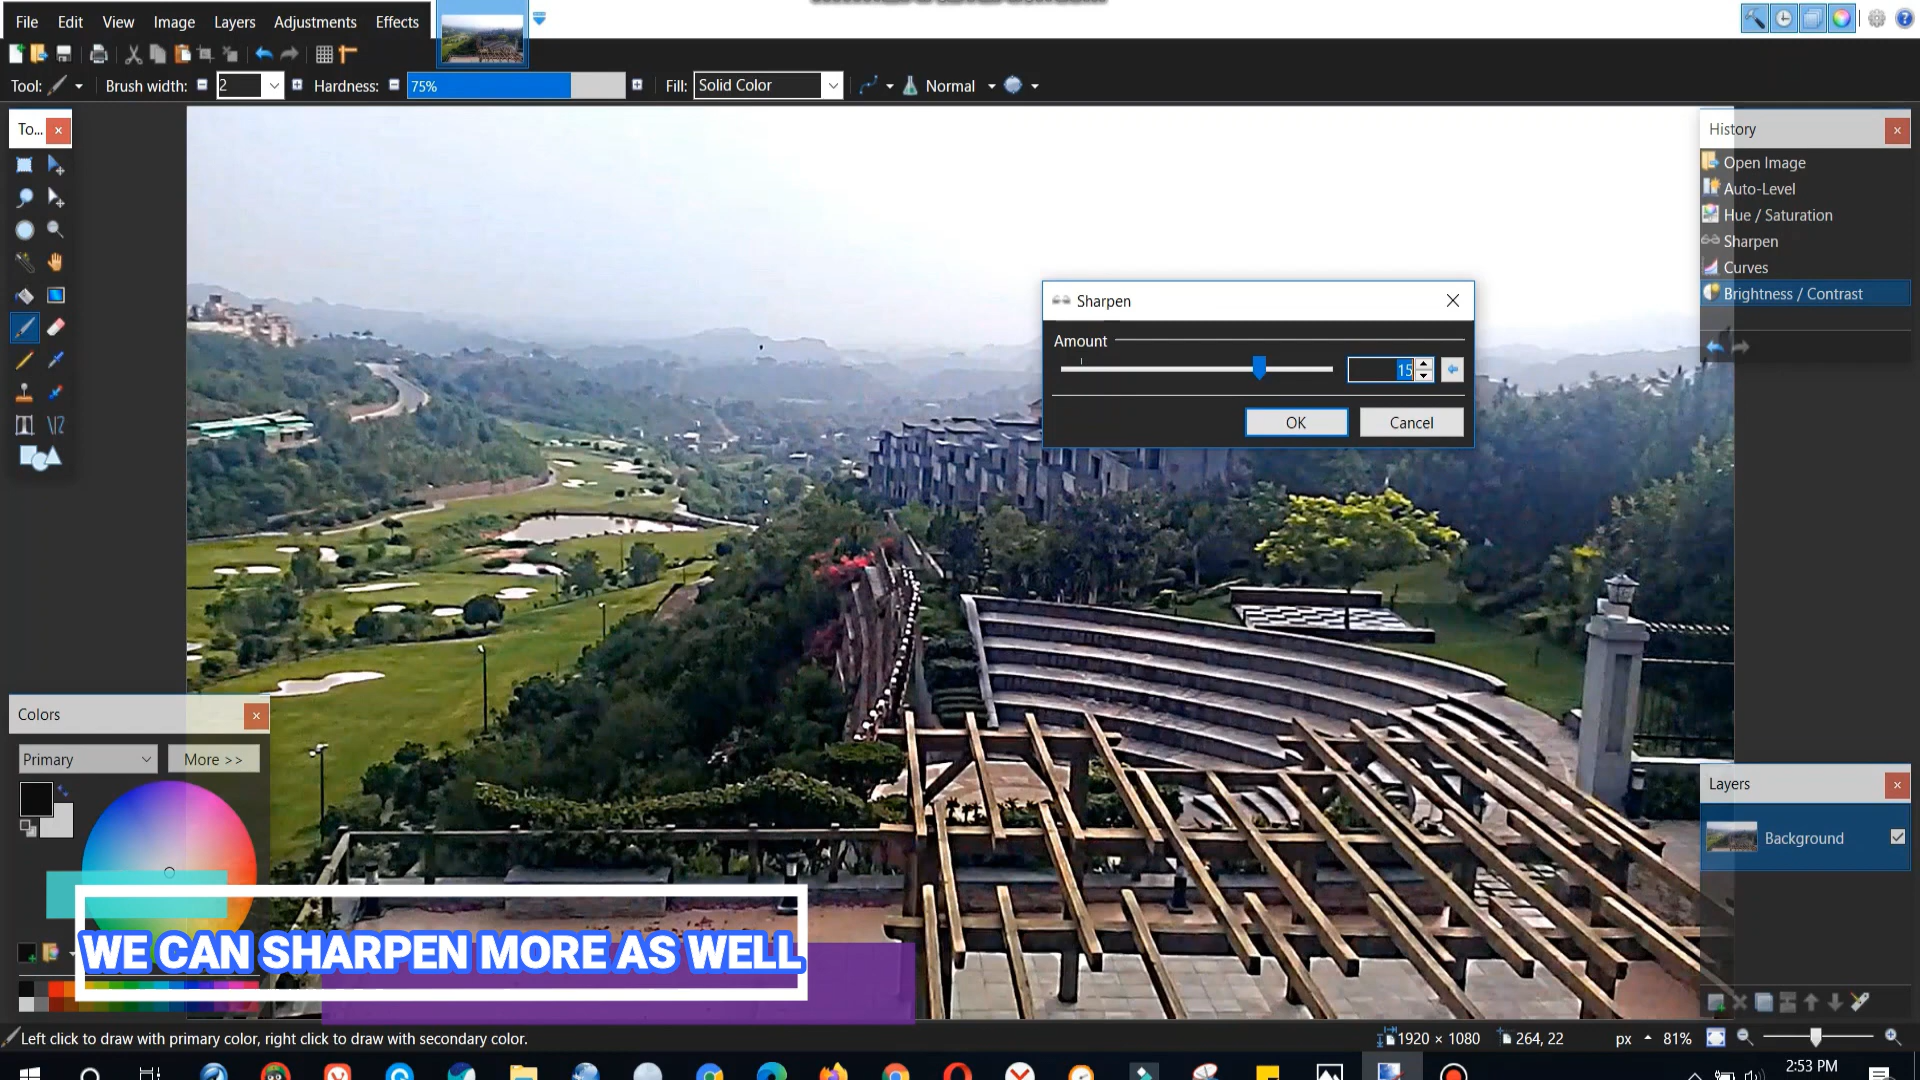 File Edit View Image Layers Adjustments Effects
Tool: Brush width: 2 Hardness: 75% Fill: Solid Color Normal
To...
History
Open Image
Auto-Level
Hue / Saturation
Sharpen
Curves
Brightness / Contrast
Sharpen
Amount
15
OK Cancel
Colors
Primary More >>
Layers
Background
WE CAN SHARPEN MORE AS WELL
Left click to draw with primary color, right click to draw with secondary color.
1920 × 1080 264, 22 px 81%
2:53 PM